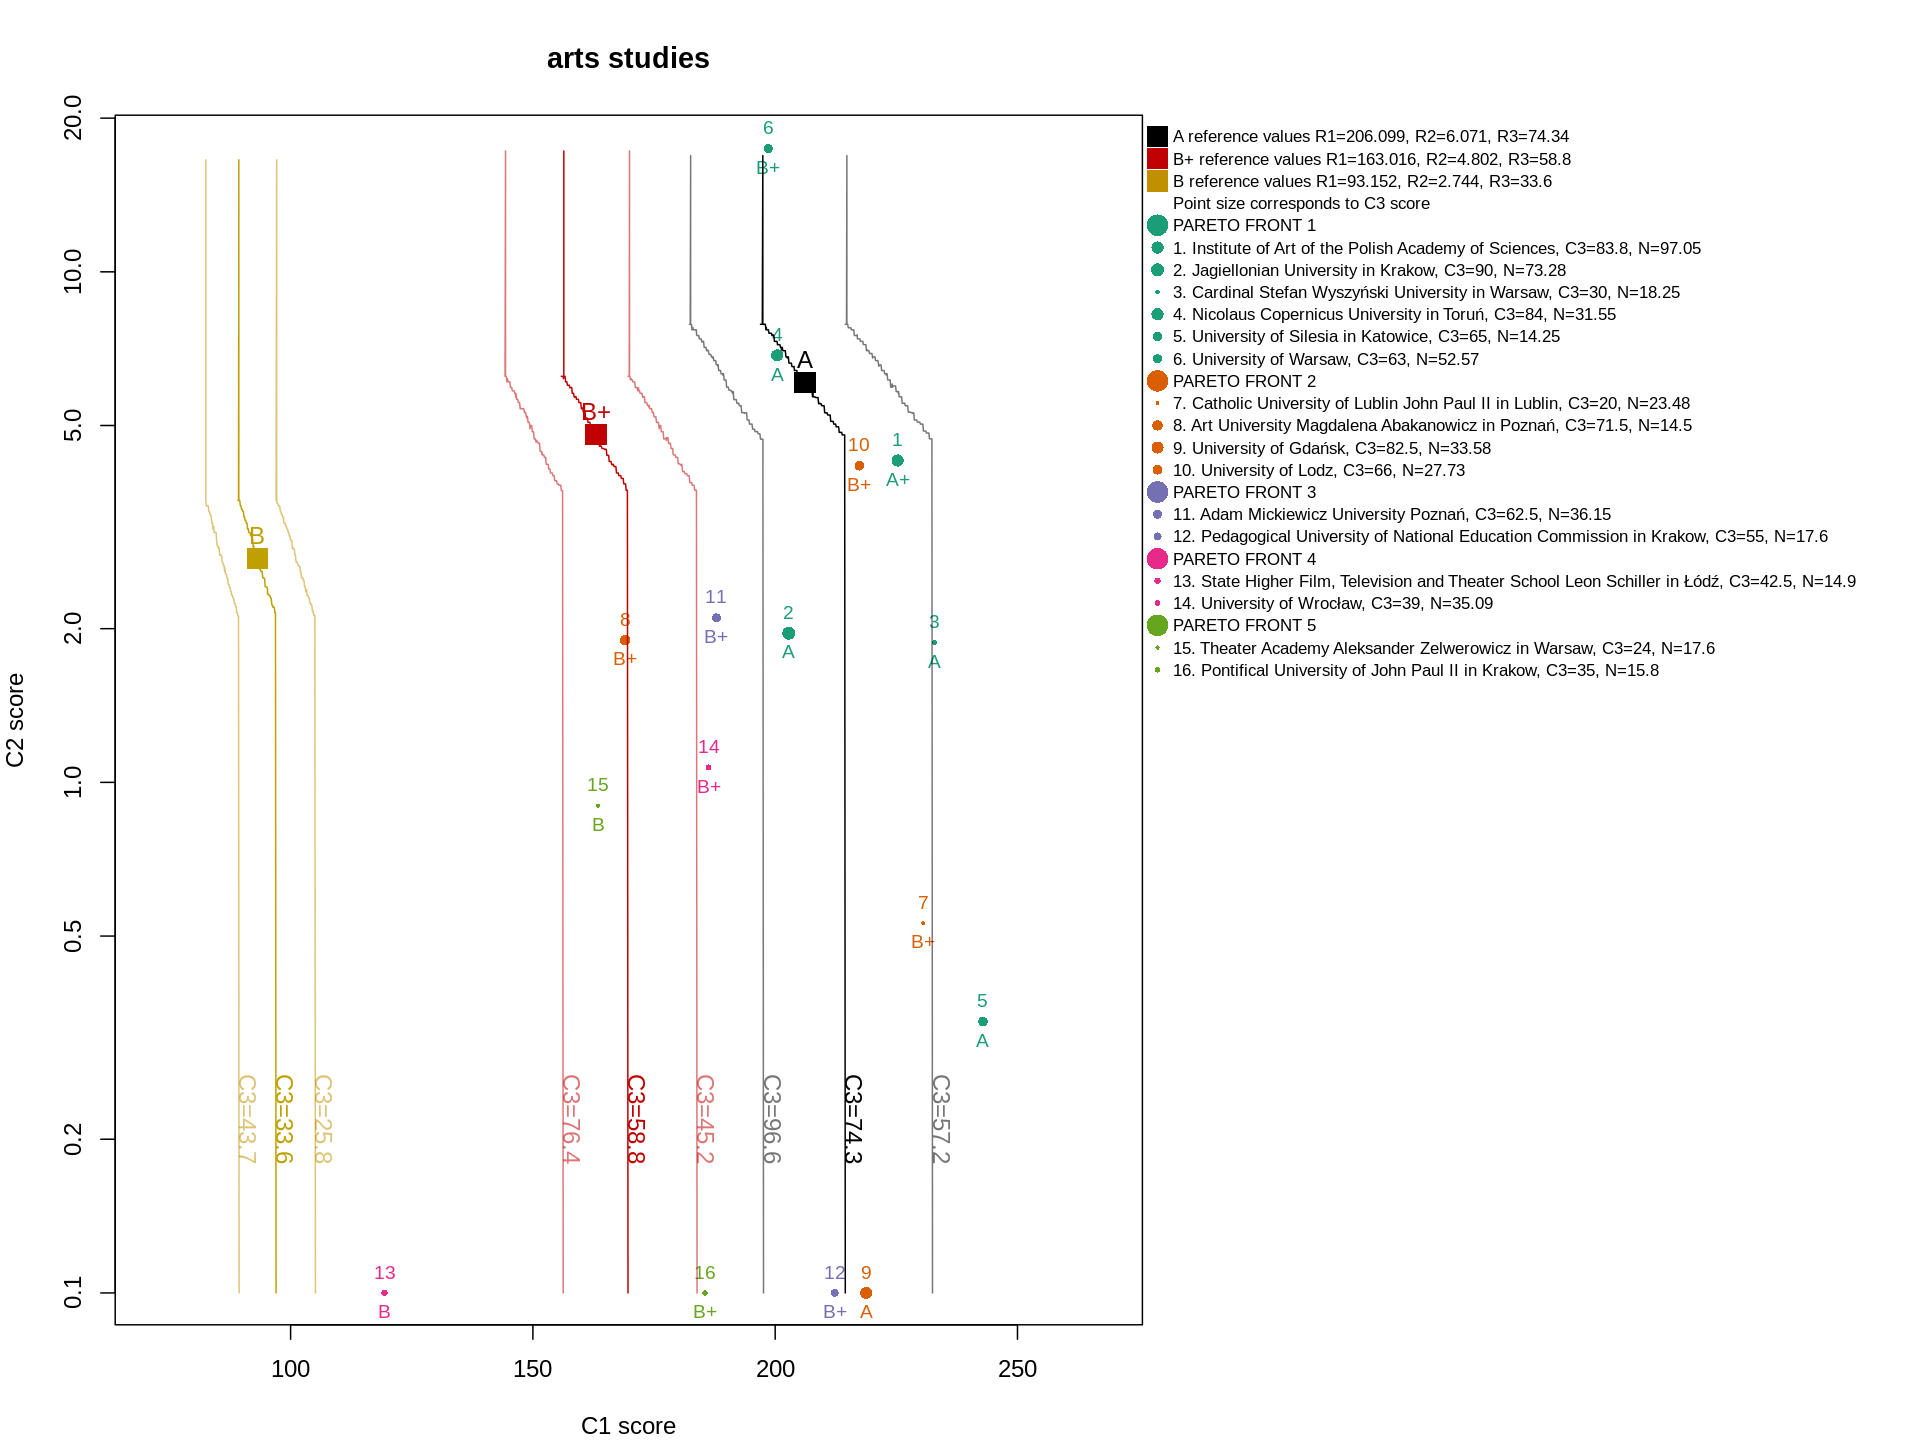 arts studies
20.0
10.0
5.0
2.0
1.0
0.5
0.2
0.1
C2 score
100
150
200
250
C1 score
6
B+
4
A
A
B+
10
B+
1
A+
B
11
B+
8
B+
2
A
3
A
14
B+
15
B
7
B+
5
A
C3=43.7
C3=33.6
C3=25.8
C3=76.4
C3=58.8
C3=45.2
C3=96.6
C3=74.3
C3=57.2
13
B
16
B+
12
B+
9
A
A reference values R1=206.099, R2=6.071, R3=74.34
B+ reference values R1=163.016, R2=4.802, R3=58.8
B reference values R1=93.152, R2=2.744, R3=33.6
Point size corresponds to C3 score
PARETO FRONT 1
1. Institute of Art of the Polish Academy of Sciences, C3=83.8, N=97.05
2. Jagiellonian University in Krakow, C3=90, N=73.28
3. Cardinal Stefan Wyszyński University in Warsaw, C3=30, N=18.25
4. Nicolaus Copernicus University in Toruń, C3=84, N=31.55
5. University of Silesia in Katowice, C3=65, N=14.25
6. University of Warsaw, C3=63, N=52.57
PARETO FRONT 2
7. Catholic University of Lublin John Paul II in Lublin, C3=20, N=23.48
8. Art University Magdalena Abakanowicz in Poznań, C3=71.5, N=14.5
9. University of Gdańsk, C3=82.5, N=33.58
10. University of Lodz, C3=66, N=27.73
PARETO FRONT 3
11. Adam Mickiewicz University Poznań, C3=62.5, N=36.15
12. Pedagogical University of National Education Commission in Krakow, C3=55, N=17.6
PARETO FRONT 4
13. State Higher Film, Television and Theater School Leon Schiller in Łódź, C3=42.5, N=14.9
14. University of Wrocław, C3=39, N=35.09
PARETO FRONT 5
15. Theater Academy Aleksander Zelwerowicz in Warsaw, C3=24, N=17.6
16. Pontifical University of John Paul II in Krakow, C3=35, N=15.8